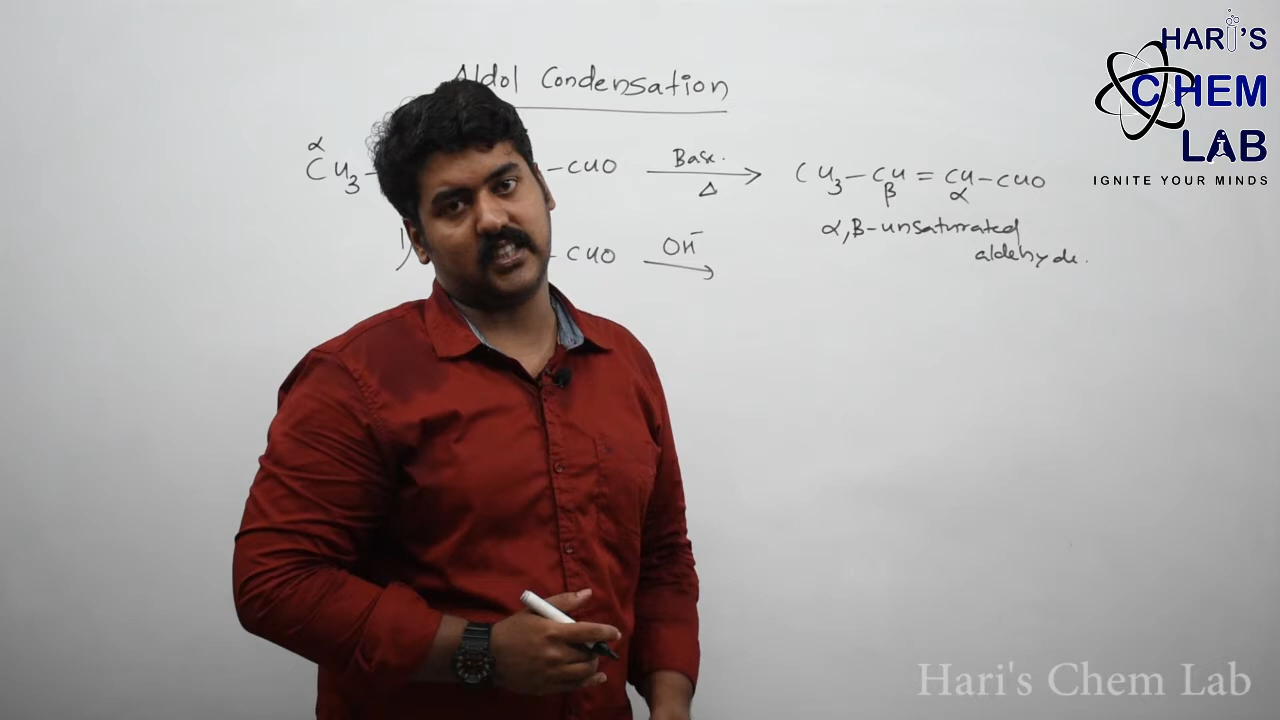 HARI'S
CHEM
LAB
IGNITE YOUR MINDS
Aldol Condensation
α
CH₃- -CHO Base. Δ → CH₃-CH=CH-CHO
β α
α,β-unsaturated
aldehyde.
1) -CHO OH⁻ →
Hari's Chem Lab